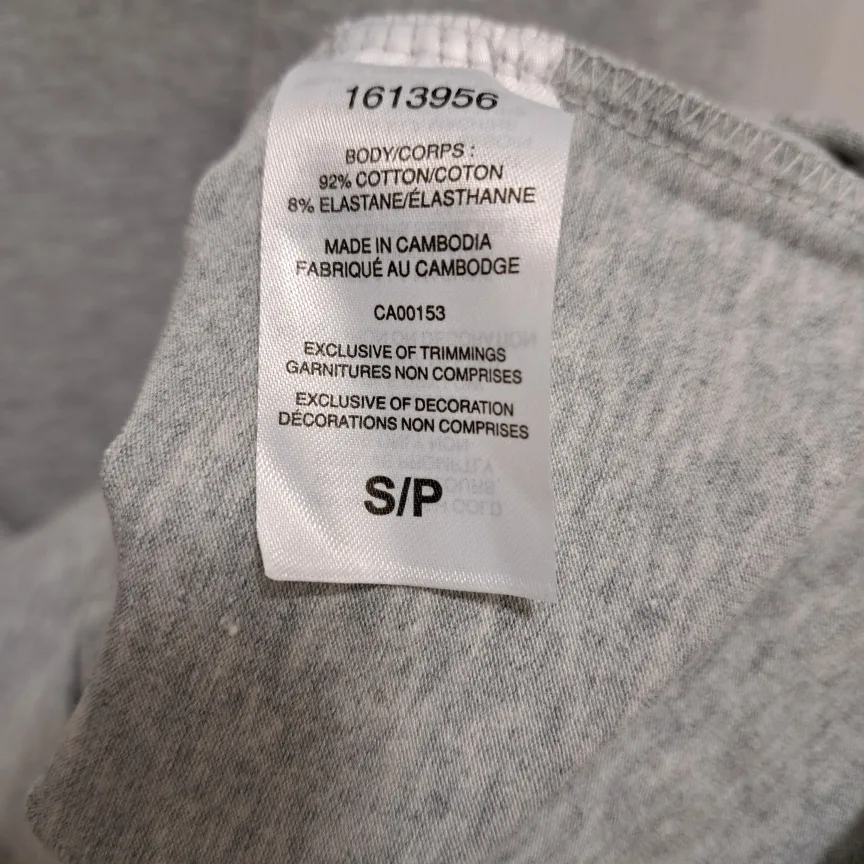 1613956
BODY/CORPS :
92% COTTON/COTON
8% ELASTANE/ÉLASTHANNE
MADE IN CAMBODIA
FABRIQUÉ AU CAMBODGE
CA00153
EXCLUSIVE OF TRIMMINGS
GARNITURES NON COMPRISES
EXCLUSIVE OF DECORATION
DÉCORATIONS NON COMPRISES
S/P